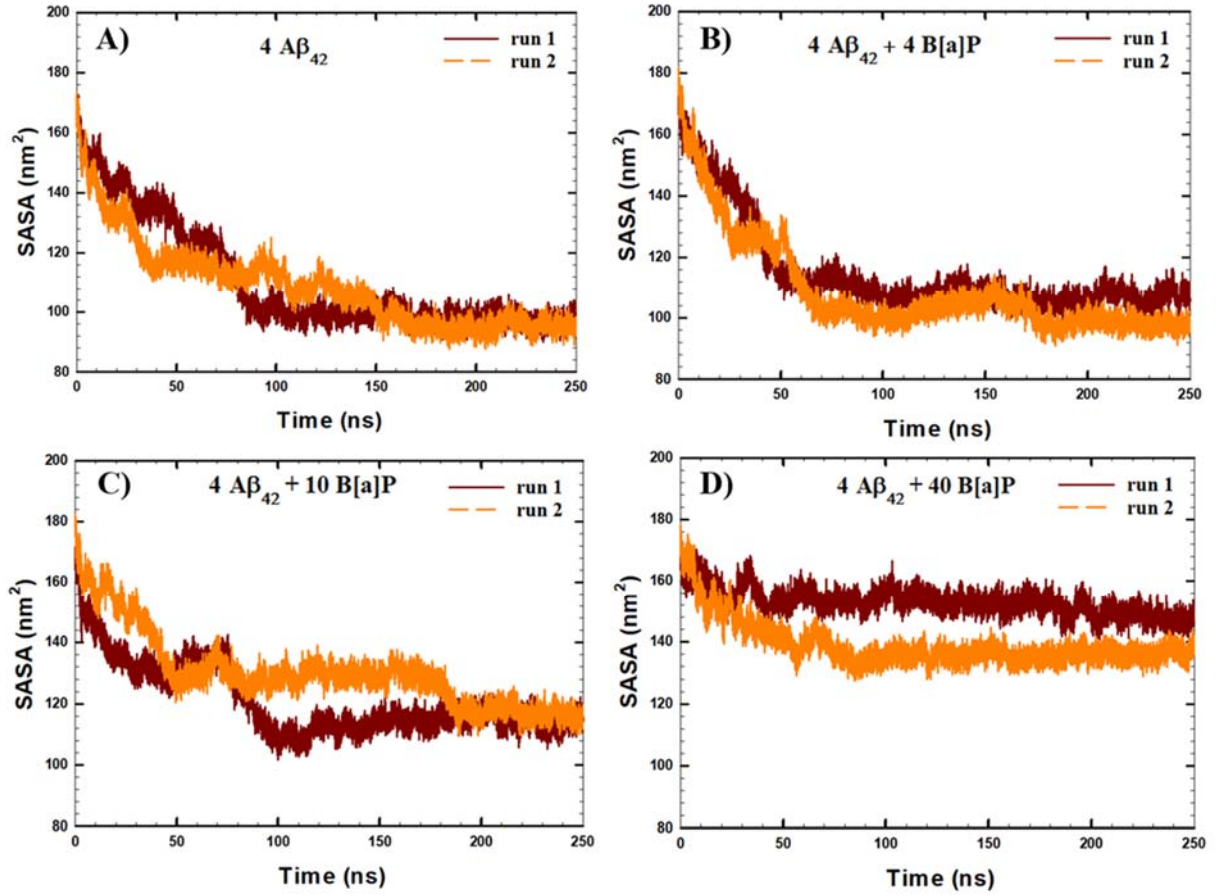 A)
4 Aβ42
run 1
run 2
SASA (nm2)
200
180
160
140
120
100
80
0 50 100 150 200 250
Time (ns)
B)
4 Aβ42 + 4 B[a]P
run 1
run 2
SASA (nm2)
200
180
160
140
120
100
80
0 50 100 150 200 250
Time (ns)
C)
4 Aβ42 + 10 B[a]P
run 1
run 2
SASA (nm2)
200
180
160
140
120
100
80
0 50 100 150 200 250
Time (ns)
D)
4 Aβ42 + 40 B[a]P
run 1
run 2
SASA (nm2)
200
180
160
140
120
100
80
0 50 100 150 200 250
Time (ns)